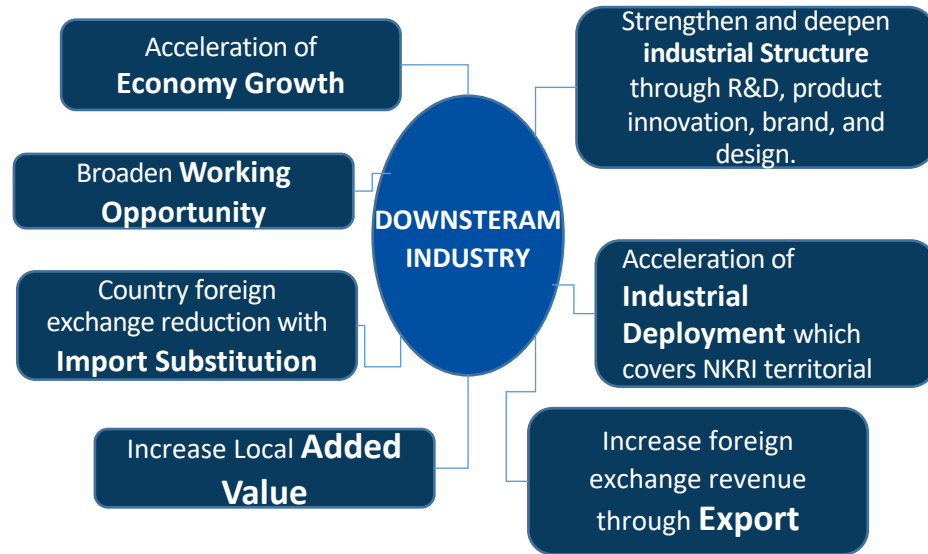 Acceleration of
Economy Growth
Broaden Working
Opportunity
Country foreign
exchange reduction with
Import Substitution
Increase Local Added
Value
DOWNSTERAM
INDUSTRY
Strengthen and deepen
industrial Structure
through R&D, product
innovation, brand, and
design.
Acceleration of
Industrial
Deployment which
covers NKRI territorial
Increase foreign
exchange revenue
through Export